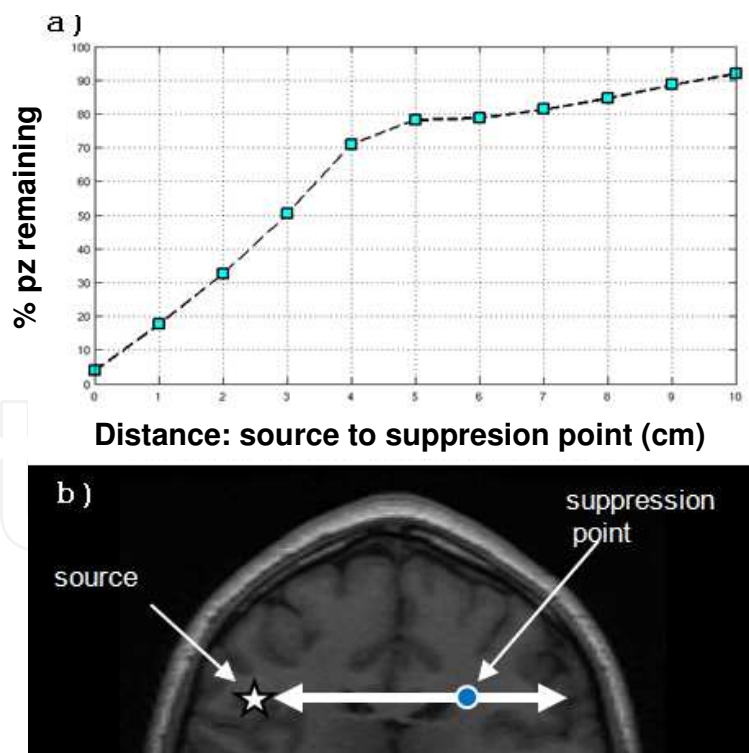 a)
100
90
80
70
60
50
40
30
20
10
0
% pz remaining
0 1 2 3 4 5 6 7 8 9 10
Distance: source to suppresion point (cm)
b)
suppression
point
source